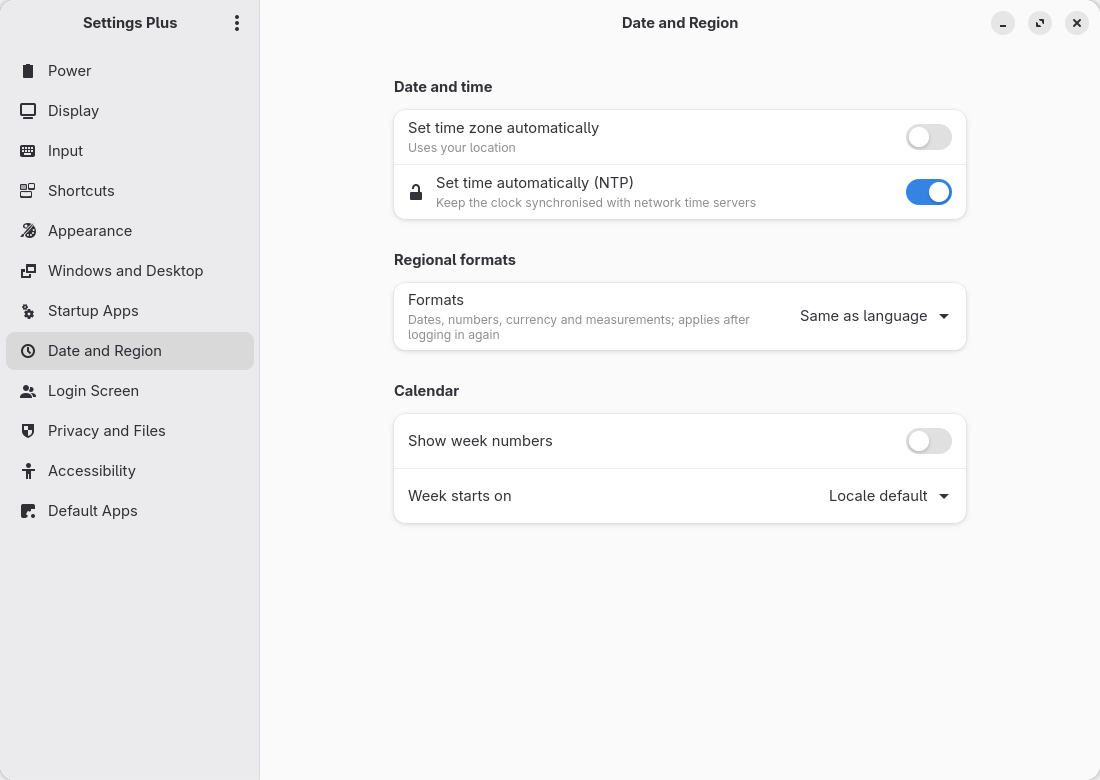 Settings Plus
Power
Display
Input
Shortcuts
Appearance
Windows and Desktop
Startup Apps
Date and Region
Login Screen
Privacy and Files
Accessibility
Default Apps
Date and Region
Date and time
Set time zone automatically
Uses your location
Set time automatically (NTP)
Keep the clock synchronised with network time servers
Regional formats
Formats
Dates, numbers, currency and measurements; applies after
logging in again
Same as language
Calendar
Show week numbers
Week starts on
Locale default